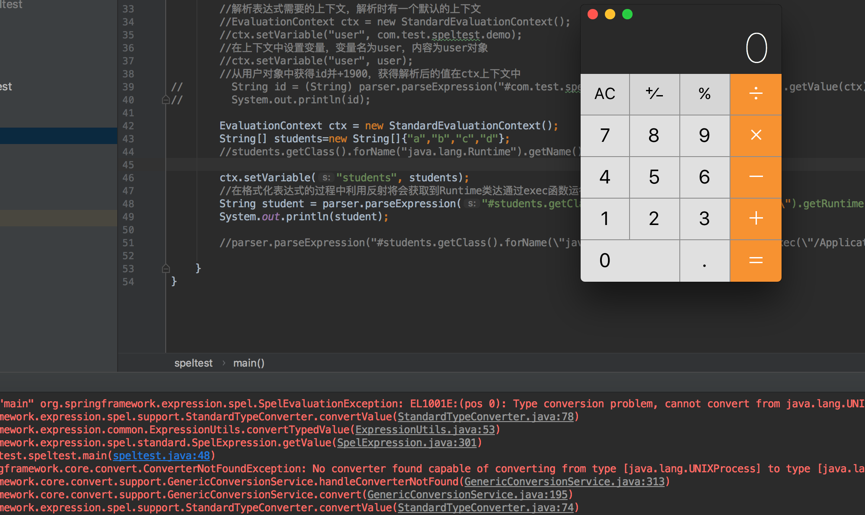 ltest
est
33 //解析表达式需要的上下文，解析时有一个默认的上下文
34 //EvaluationContext ctx = new StandardEvaluationContext();
35 //ctx.setVariable("user", com.test.speltest.demo);
36 //在上下文中设置变量，变量名为user，内容为user对象
37 //ctx.setVariable("user", user);
38 //从用户对象中获得id并+1900，获得解析后的值在ctx上下文中
39 // String id = (String) parser.parseExpression("#com.test.spe .getValue(ctx
40 // System.out.println(id);
41
42 EvaluationContext ctx = new StandardEvaluationContext();
43 String[] students=new String[]{"a","b","c","d"};
44 //students.getClass().forName("java.lang.Runtime").getName()
45
46 ctx.setVariable( s: "students", students);
47 //在格式化表达式的过程中利用反射将会获取到Runtime类达通过exec函数运
48 String student = parser.parseExpression( s: "#students.getCla \").getRuntime
49 System.out.println(student);
50
51 //parser.parseExpression("#students.getClass().forName(\"jav ec(\"/Applicat
52
53 }
54 }
0
AC +/- % ÷
7 8 9 ×
4 5 6 −
1 2 3 +
0 . =
speltest › main()
"main" org.springframework.expression.spel.SpelEvaluationException: EL1001E:(pos 0): Type conversion problem, cannot convert from java.lang.UNIX
mework.expression.spel.support.StandardTypeConverter.convertValue(StandardTypeConverter.java:78)
mework.expression.common.ExpressionUtils.convertTypedValue(ExpressionUtils.java:53)
mework.expression.spel.standard.SpelExpression.getValue(SpelExpression.java:301)
test.speltest.main(speltest.java:48)
gframework.core.convert.ConverterNotFoundException: No converter found capable of converting from type [java.lang.UNIXProcess] to type [java.la
mework.core.convert.support.GenericConversionService.handleConverterNotFound(GenericConversionService.java:313)
mework.core.convert.support.GenericConversionService.convert(GenericConversionService.java:195)
mework.expression.spel.support.StandardTypeConverter.convertValue(StandardTypeConverter.java:74)